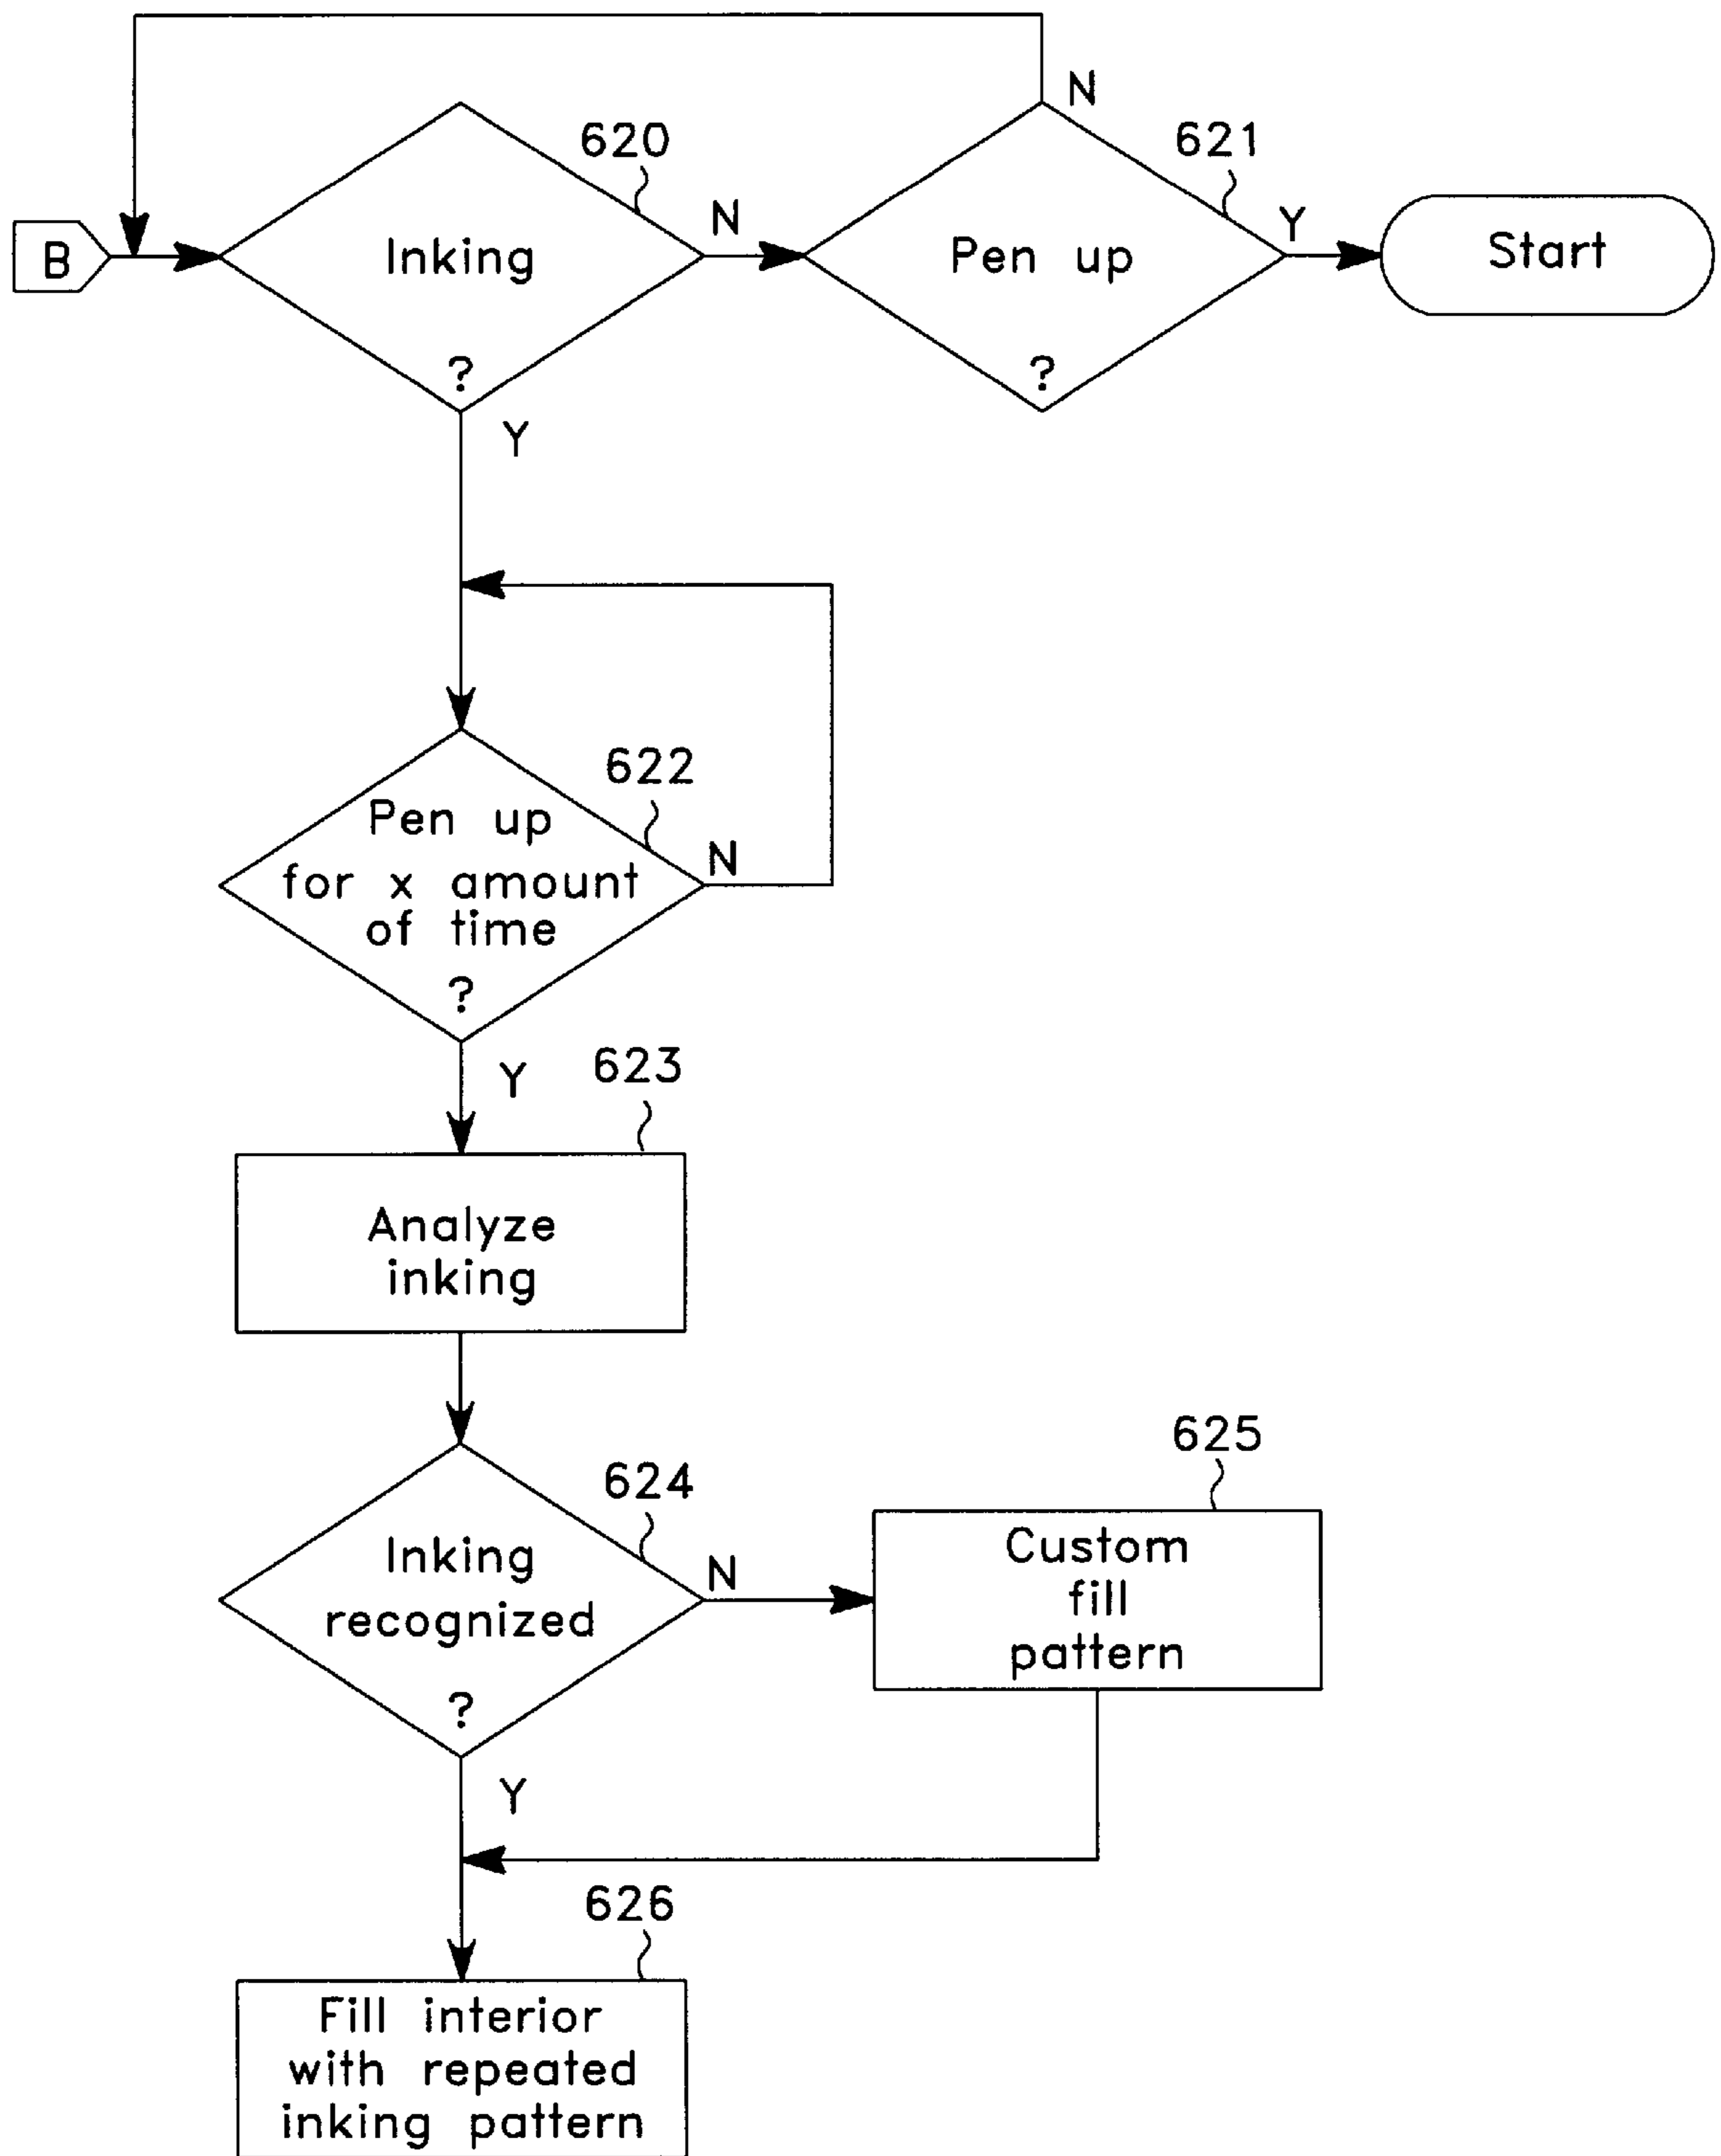 N
620
621
B
Inking
?
N
Pen up
?
Y
Start
Y
622
Pen up
for x amount
of time
?
N
Y
623
Analyze
inking
624
Inking
recognized
?
N
625
Custom
fill
pattern
Y
626
Fill interior
with repeated
inking pattern